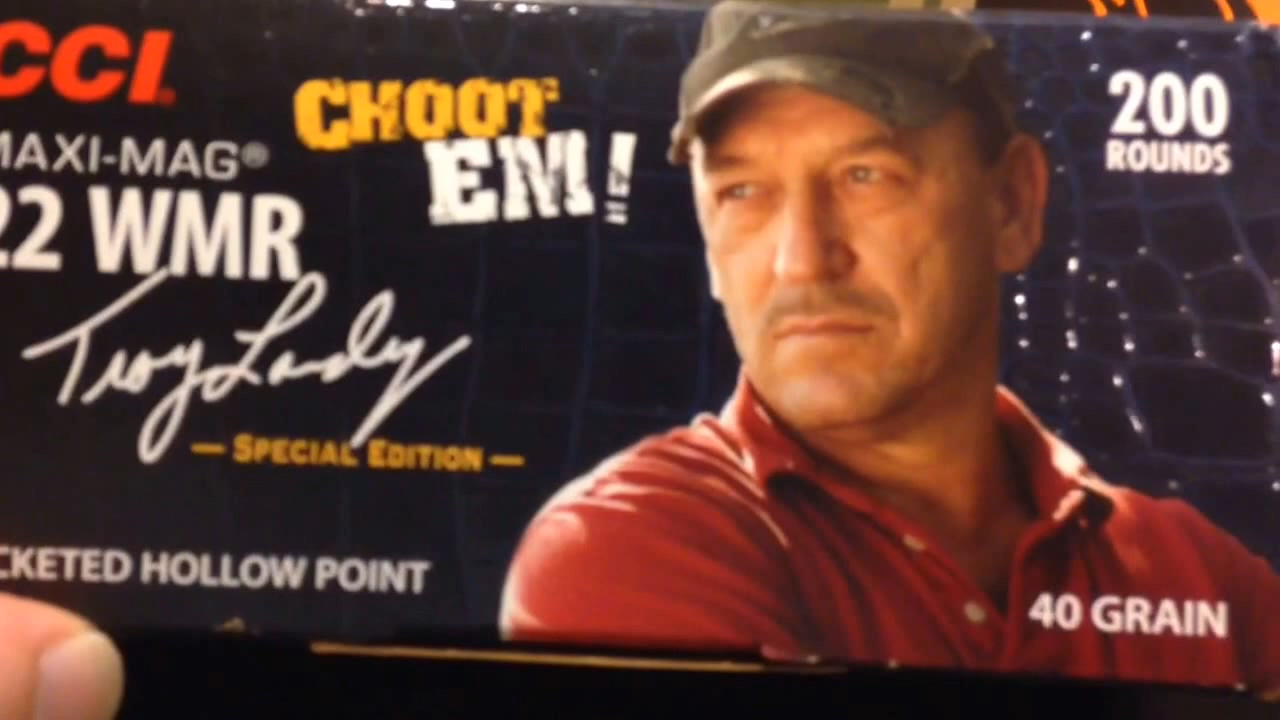 CCI.
MAXI-MAG®
22 WMR
CHOOT
EM!
Troy Landry
— SPECIAL EDITION —
CKETED HOLLOW POINT
200
ROUNDS
40 GRAIN